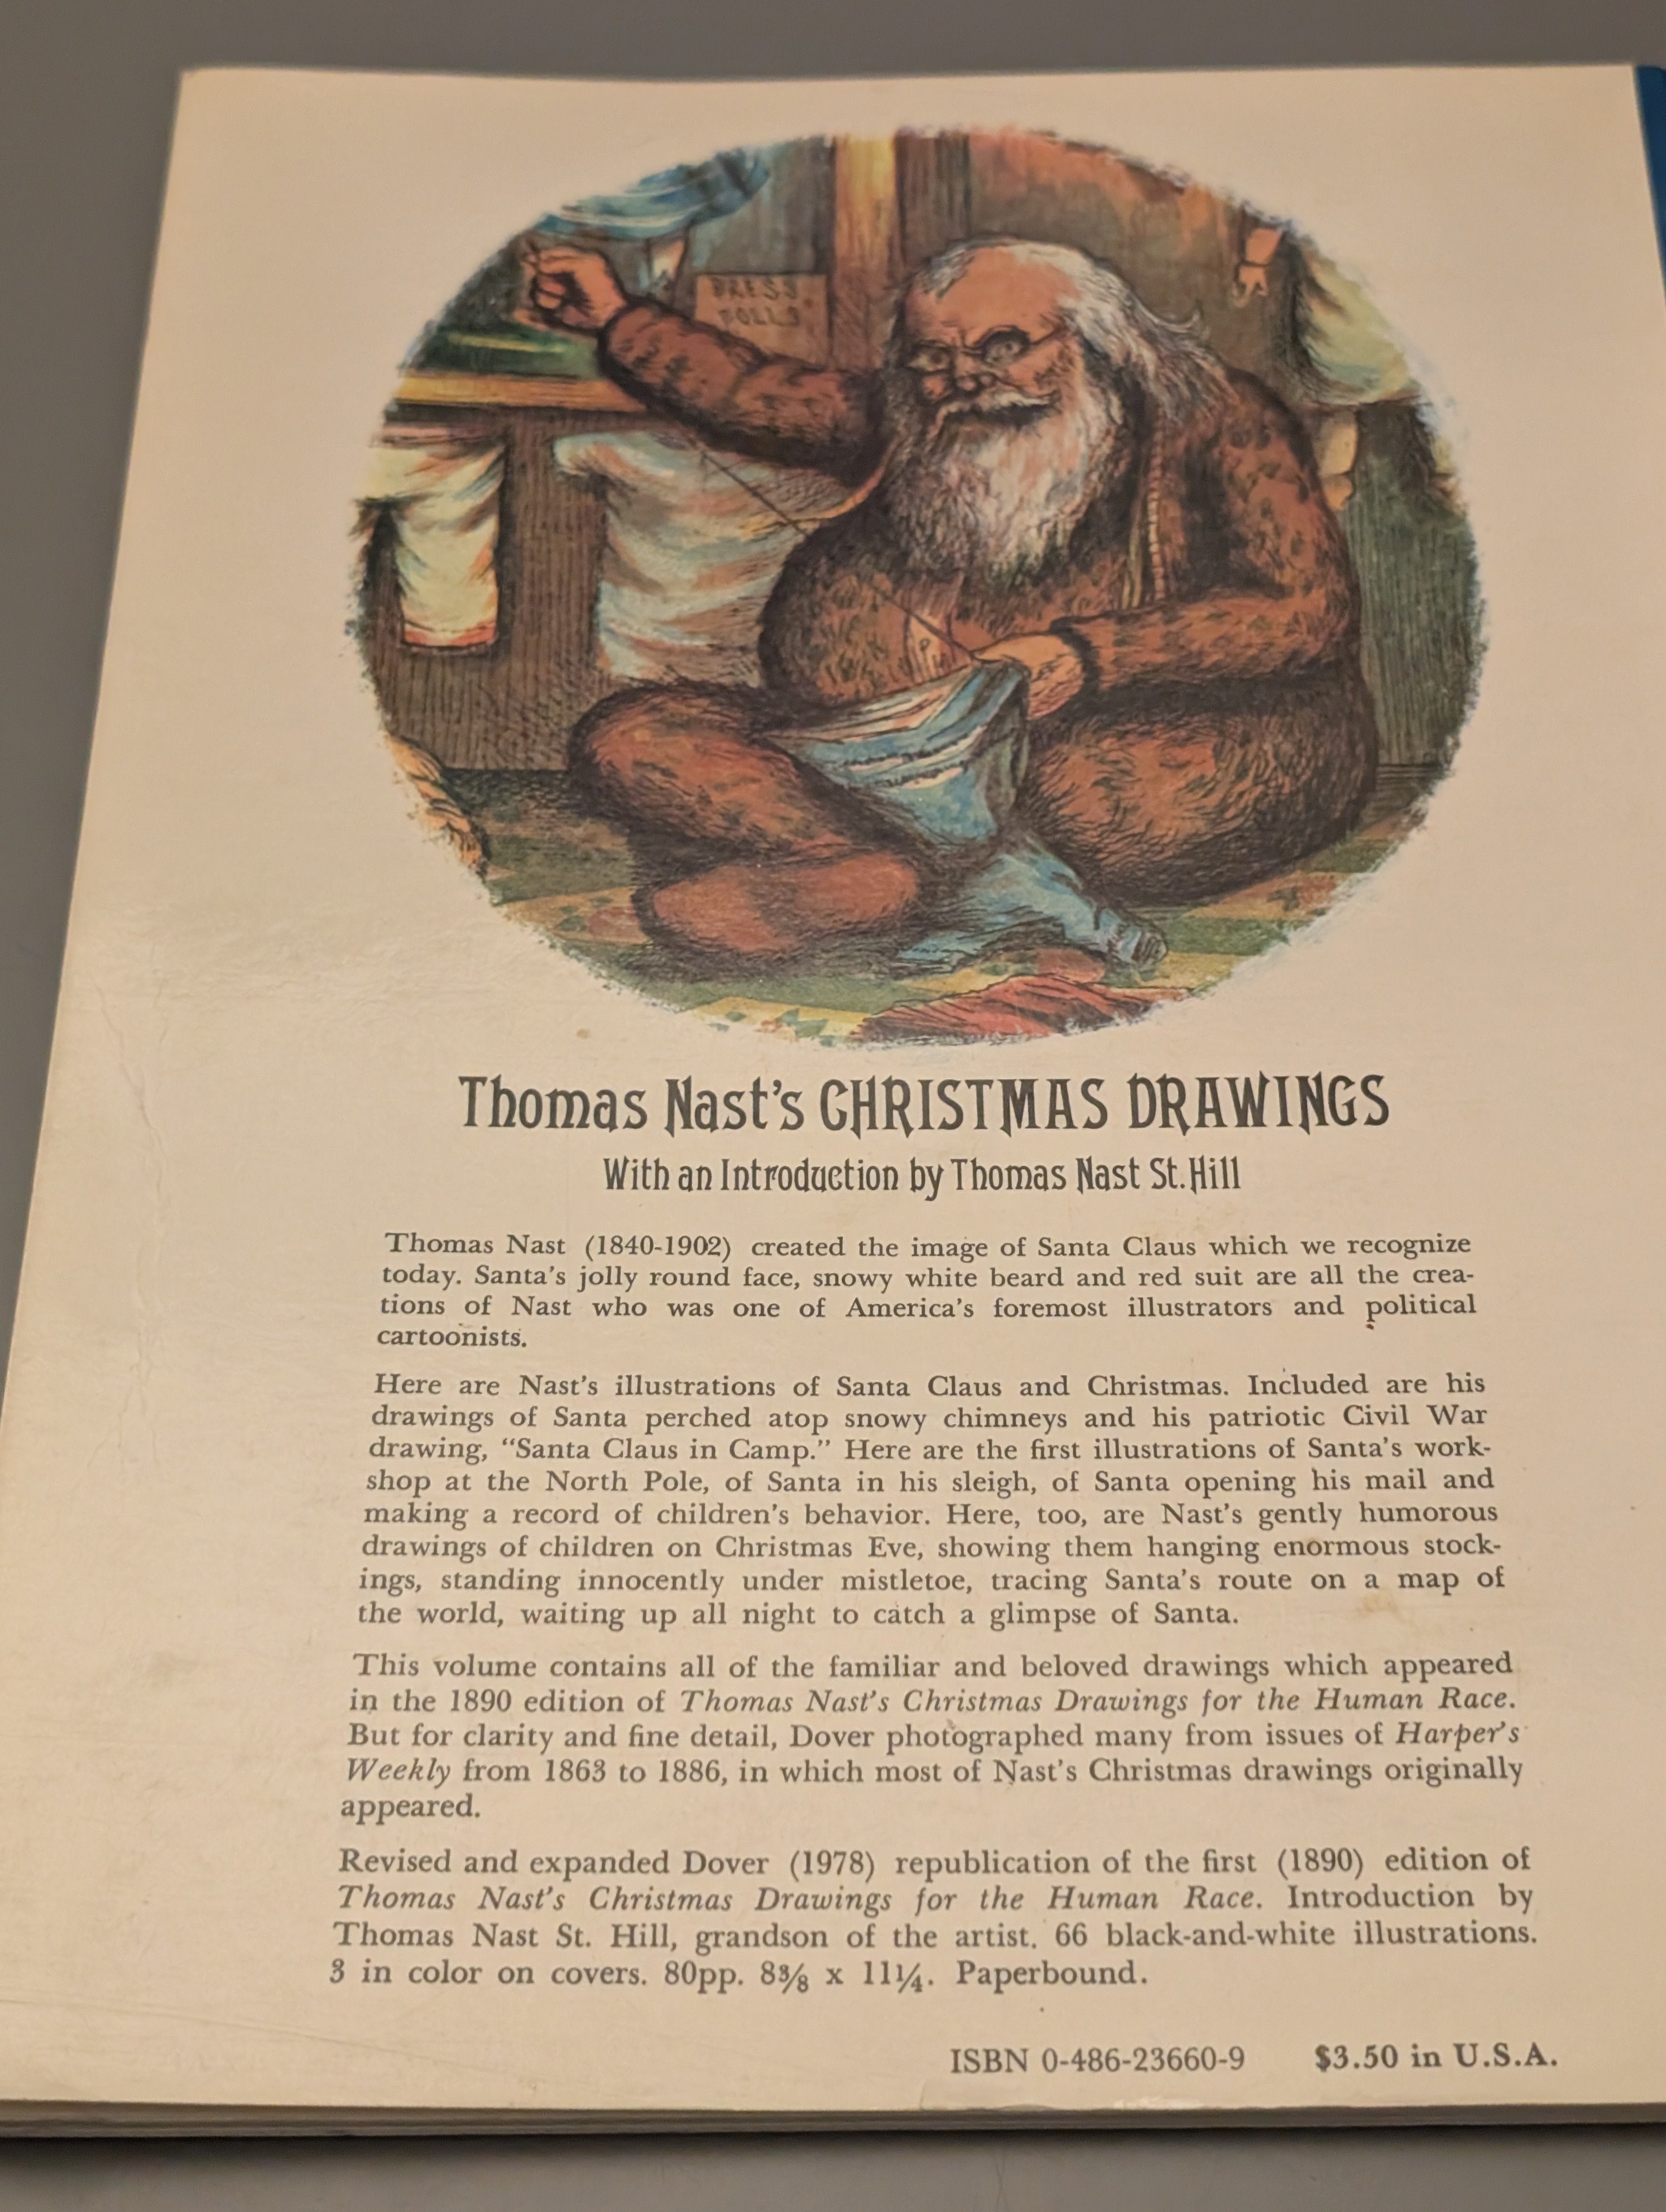 DRESS
DOLLS
Thomas Nast's CHRISTMAS DRAWINGS
With an Introduction by Thomas Nast St. Hill
Thomas Nast (1840-1902) created the image of Santa Claus which we recognize
today. Santa's jolly round face, snowy white beard and red suit are all the crea-
tions of Nast who was one of America's foremost illustrators and political
cartoonists.
Here are Nast's illustrations of Santa Claus and Christmas. Included are his
drawings of Santa perched atop snowy chimneys and his patriotic Civil War
drawing, “Santa Claus in Camp.” Here are the first illustrations of Santa's work-
shop at the North Pole, of Santa in his sleigh, of Santa opening his mail and
making a record of children's behavior. Here, too, are Nast's gently humorous
drawings of children on Christmas Eve, showing them hanging enormous stock-
ings, standing innocently under mistletoe, tracing Santa's route on a map of
the world, waiting up all night to catch a glimpse of Santa.
This volume contains all of the familiar and beloved drawings which appeared
in the 1890 edition of Thomas Nast's Christmas Drawings for the Human Race.
But for clarity and fine detail, Dover photographed many from issues of Harper's
Weekly from 1863 to 1886, in which most of Nast's Christmas drawings originally
appeared.
Revised and expanded Dover (1978) republication of the first (1890) edition of
Thomas Nast's Christmas Drawings for the Human Race. Introduction by
Thomas Nast St. Hill, grandson of the artist. 66 black-and-white illustrations.
3 in color on covers. 80pp. 8⅜ x 11¼. Paperbound.
ISBN 0-486-23660-9 $3.50 in U.S.A.